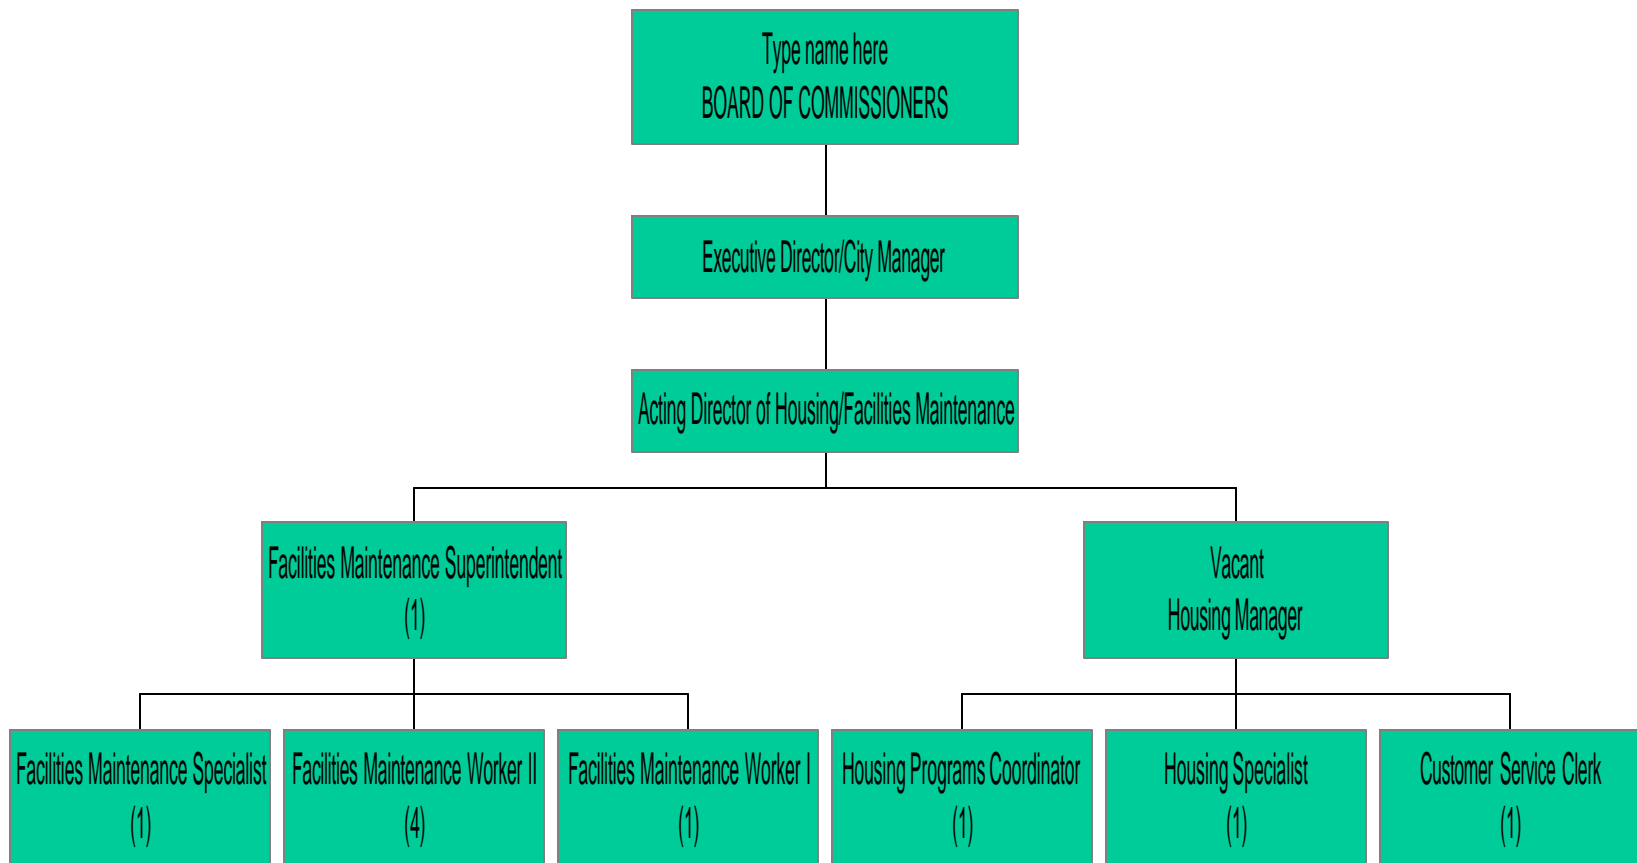 Type name here
BOARD OF COMMISSIONERS
Executive Director/City Manager
Acting Director of Housing/Facilities Maintenance
Facilities Maintenance Superintendent
(1)
Vacant
Housing Manager
Facilities Maintenance Specialist
(1)
Facilities Maintenance Worker II
(4)
Facilities Maintenance Worker I
(1)
Housing Programs Coordinator
(1)
Housing Specialist
(1)
Customer Service Clerk
(1)